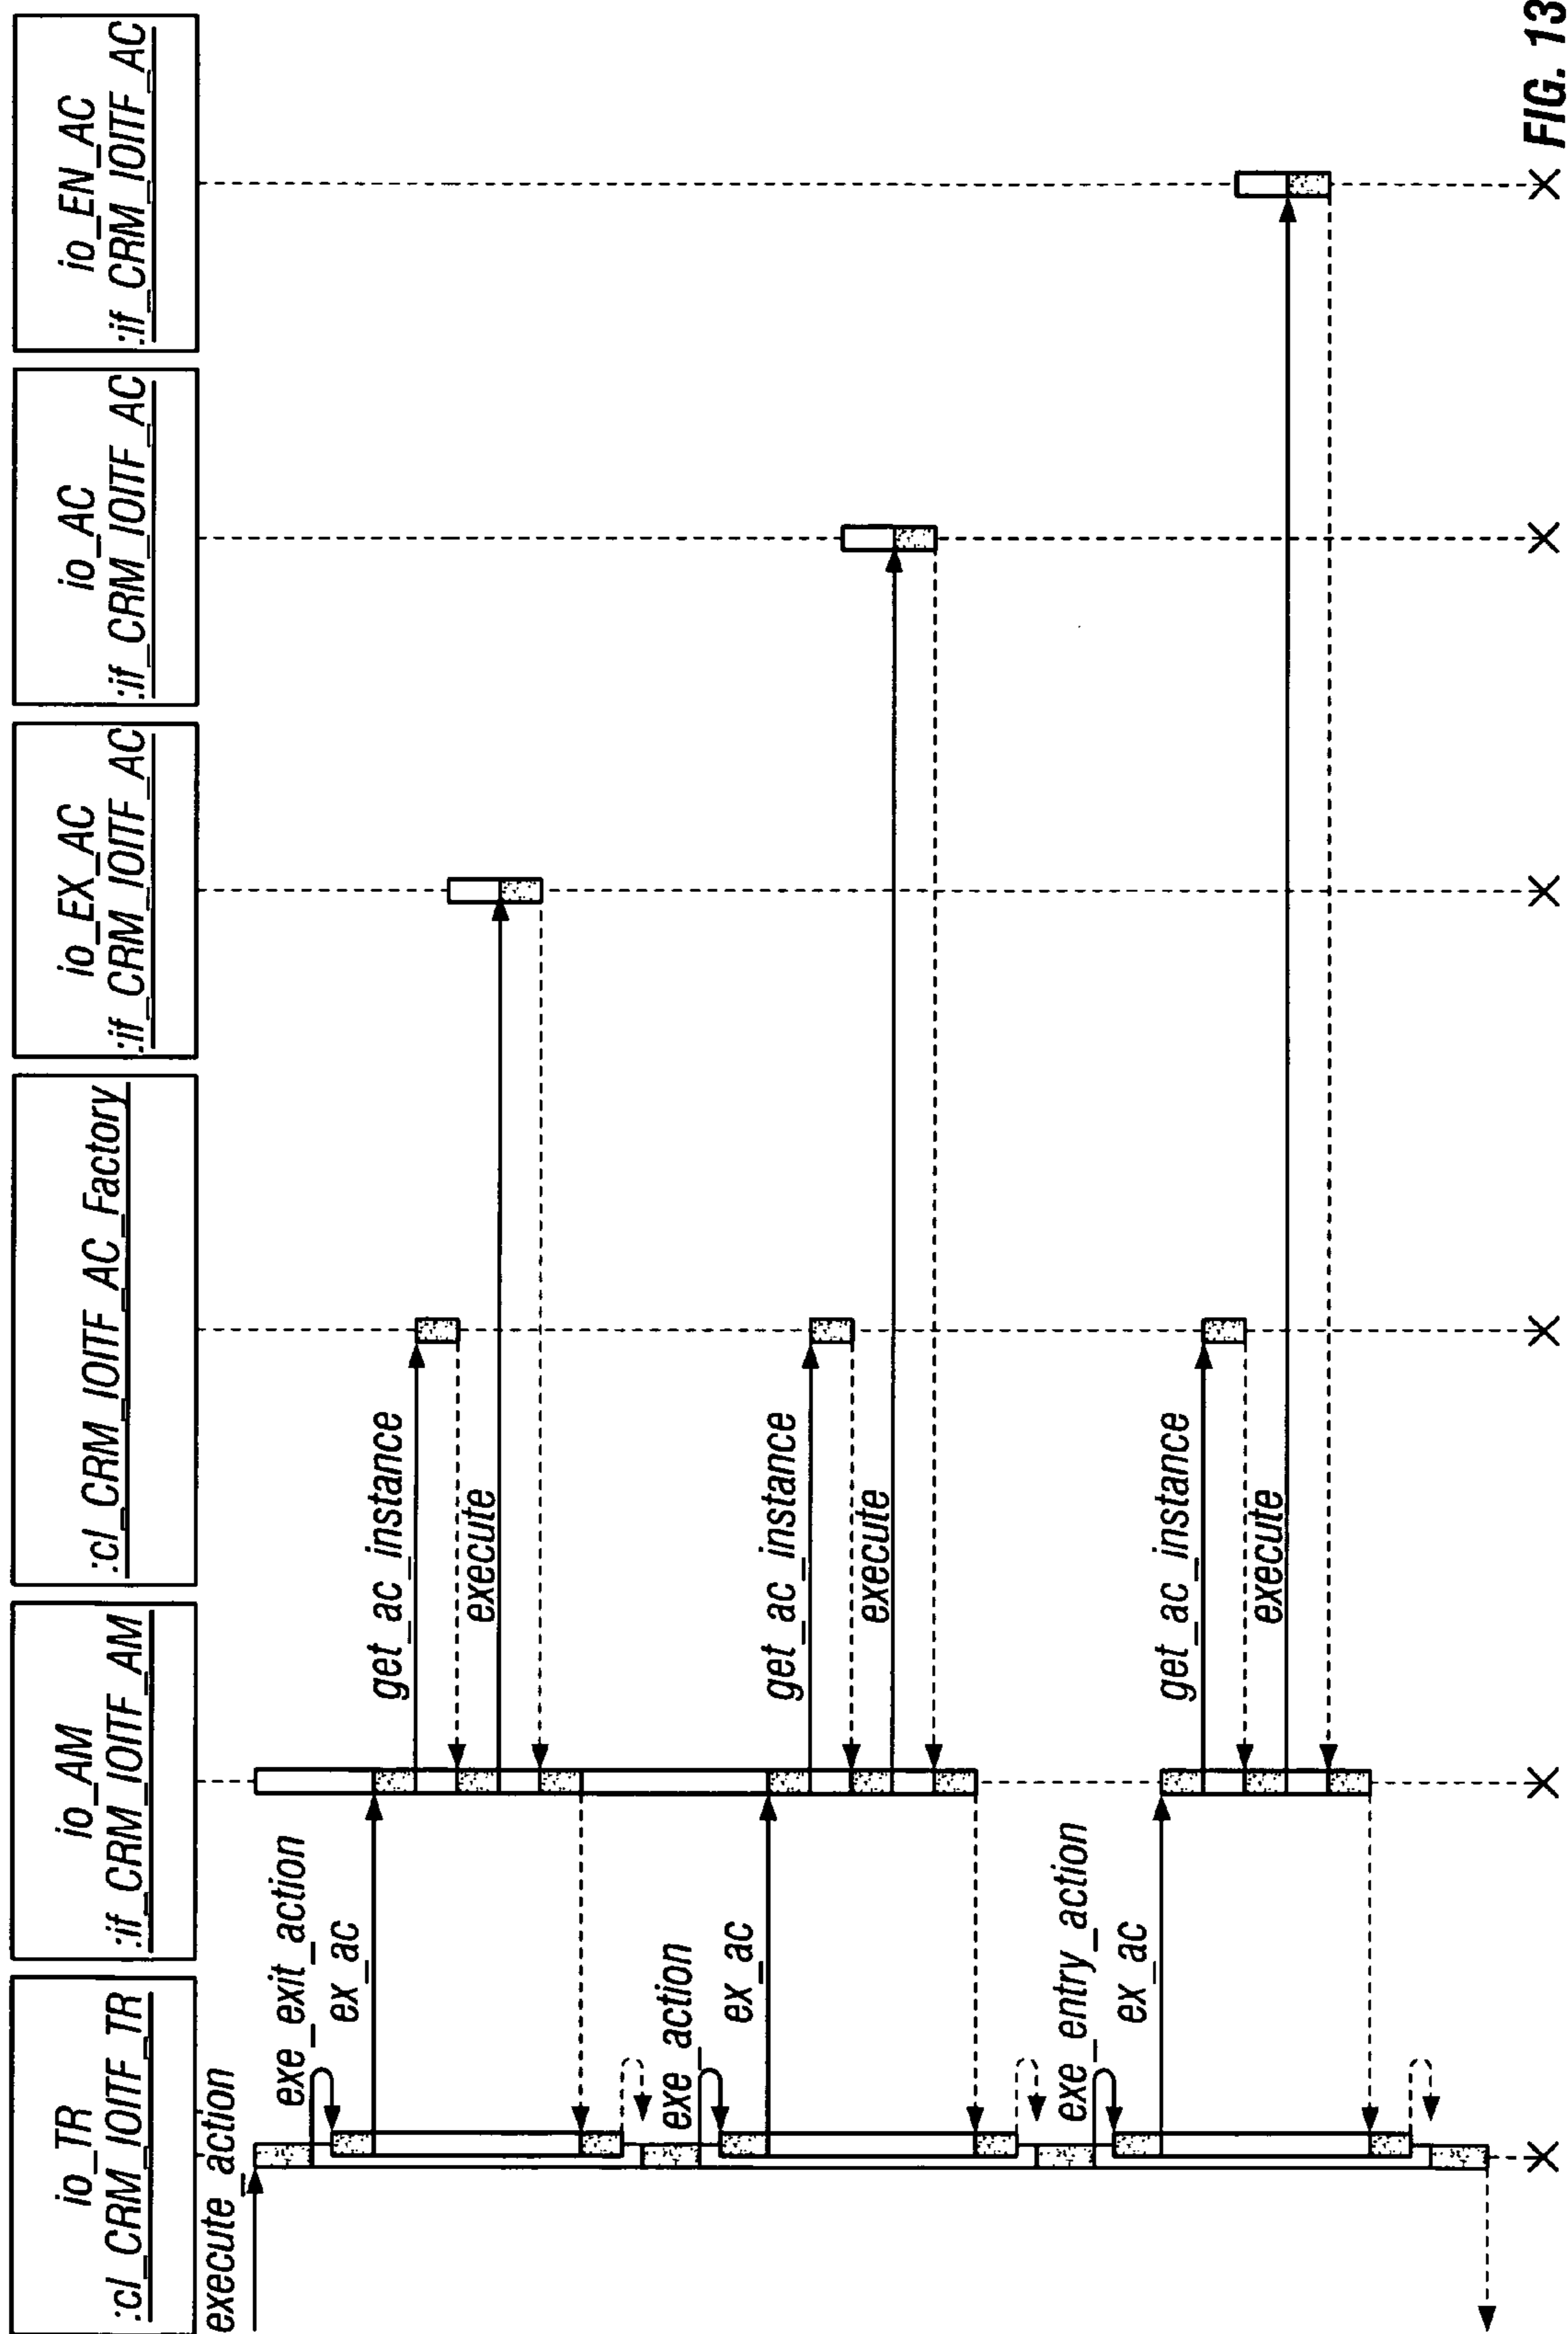 io_TR
:cl_CRM_IOITF_TR
io_AM
:if_CRM_IOITF_AM
:cl_CRM_IOITF_AC_Factory
io_EX_AC
:if_CRM_IOITF_AC
io_AC
:if_CRM_IOITF_AC
io_EN_AC
:if_CRM_IOITF_AC
execute_action
exe_exit_action
ex_ac
get_ac_instance
execute
exe_action
ex_ac
get_ac_instance
execute
exe_entry_action
ex_ac
get_ac_instance
execute
FIG. 13